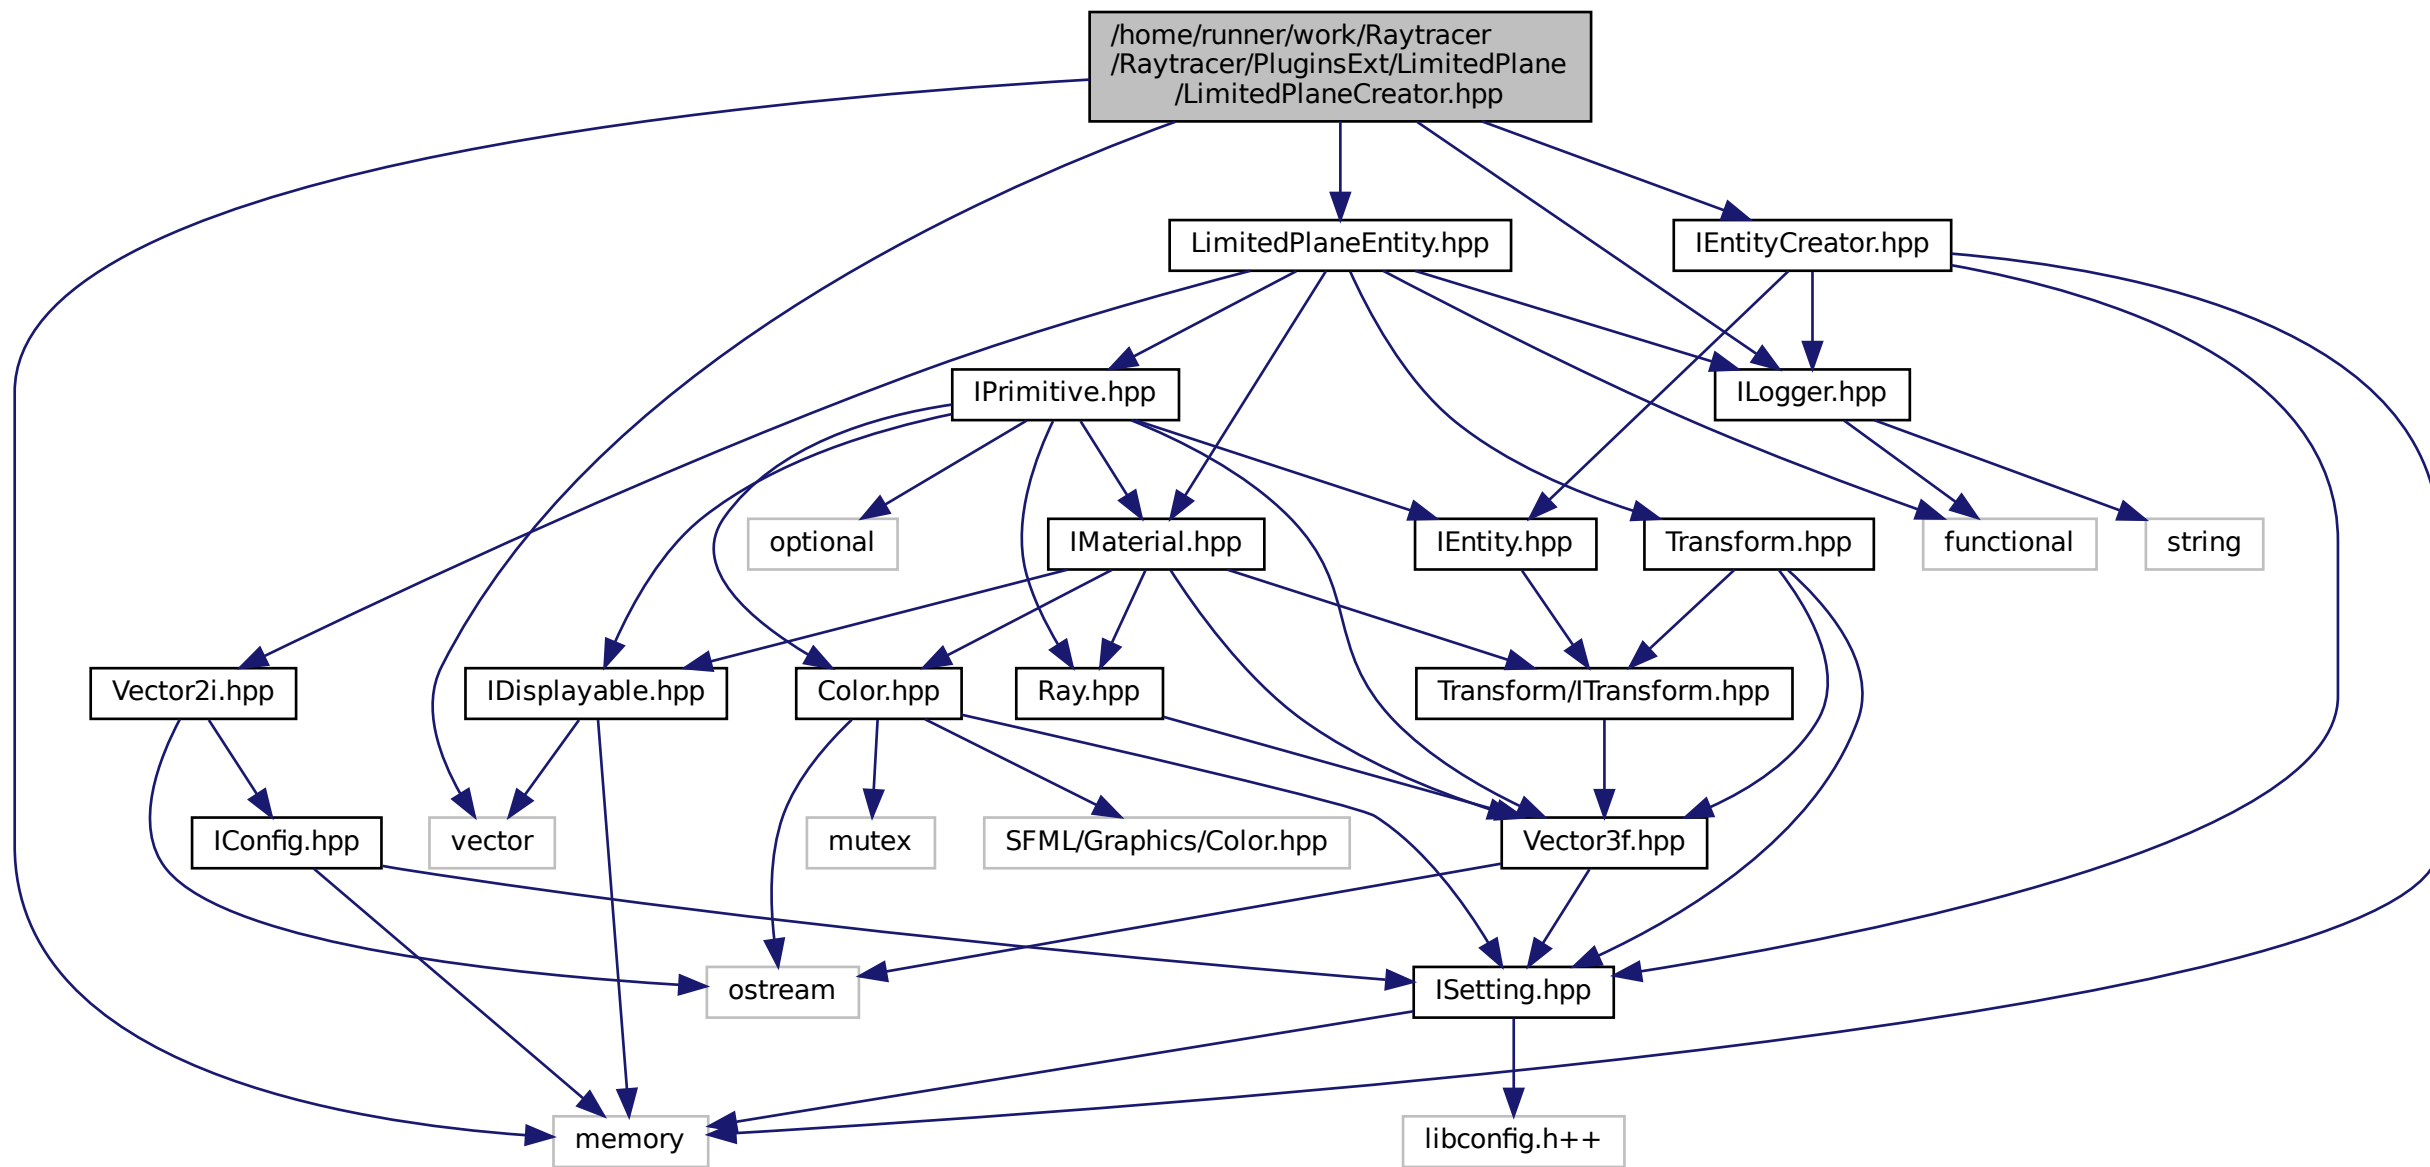 /home/runner/work/Raytracer
/Raytracer/PluginsExt/LimitedPlane
/LimitedPlaneCreator.hpp
LimitedPlaneEntity.hpp
IEntityCreator.hpp
IPrimitive.hpp
ILogger.hpp
optional
IMaterial.hpp
IEntity.hpp
Transform.hpp
functional
string
Vector2i.hpp
IDisplayable.hpp
Color.hpp
Ray.hpp
Transform/ITransform.hpp
IConfig.hpp
vector
mutex
SFML/Graphics/Color.hpp
Vector3f.hpp
ostream
ISetting.hpp
memory
libconfig.h++